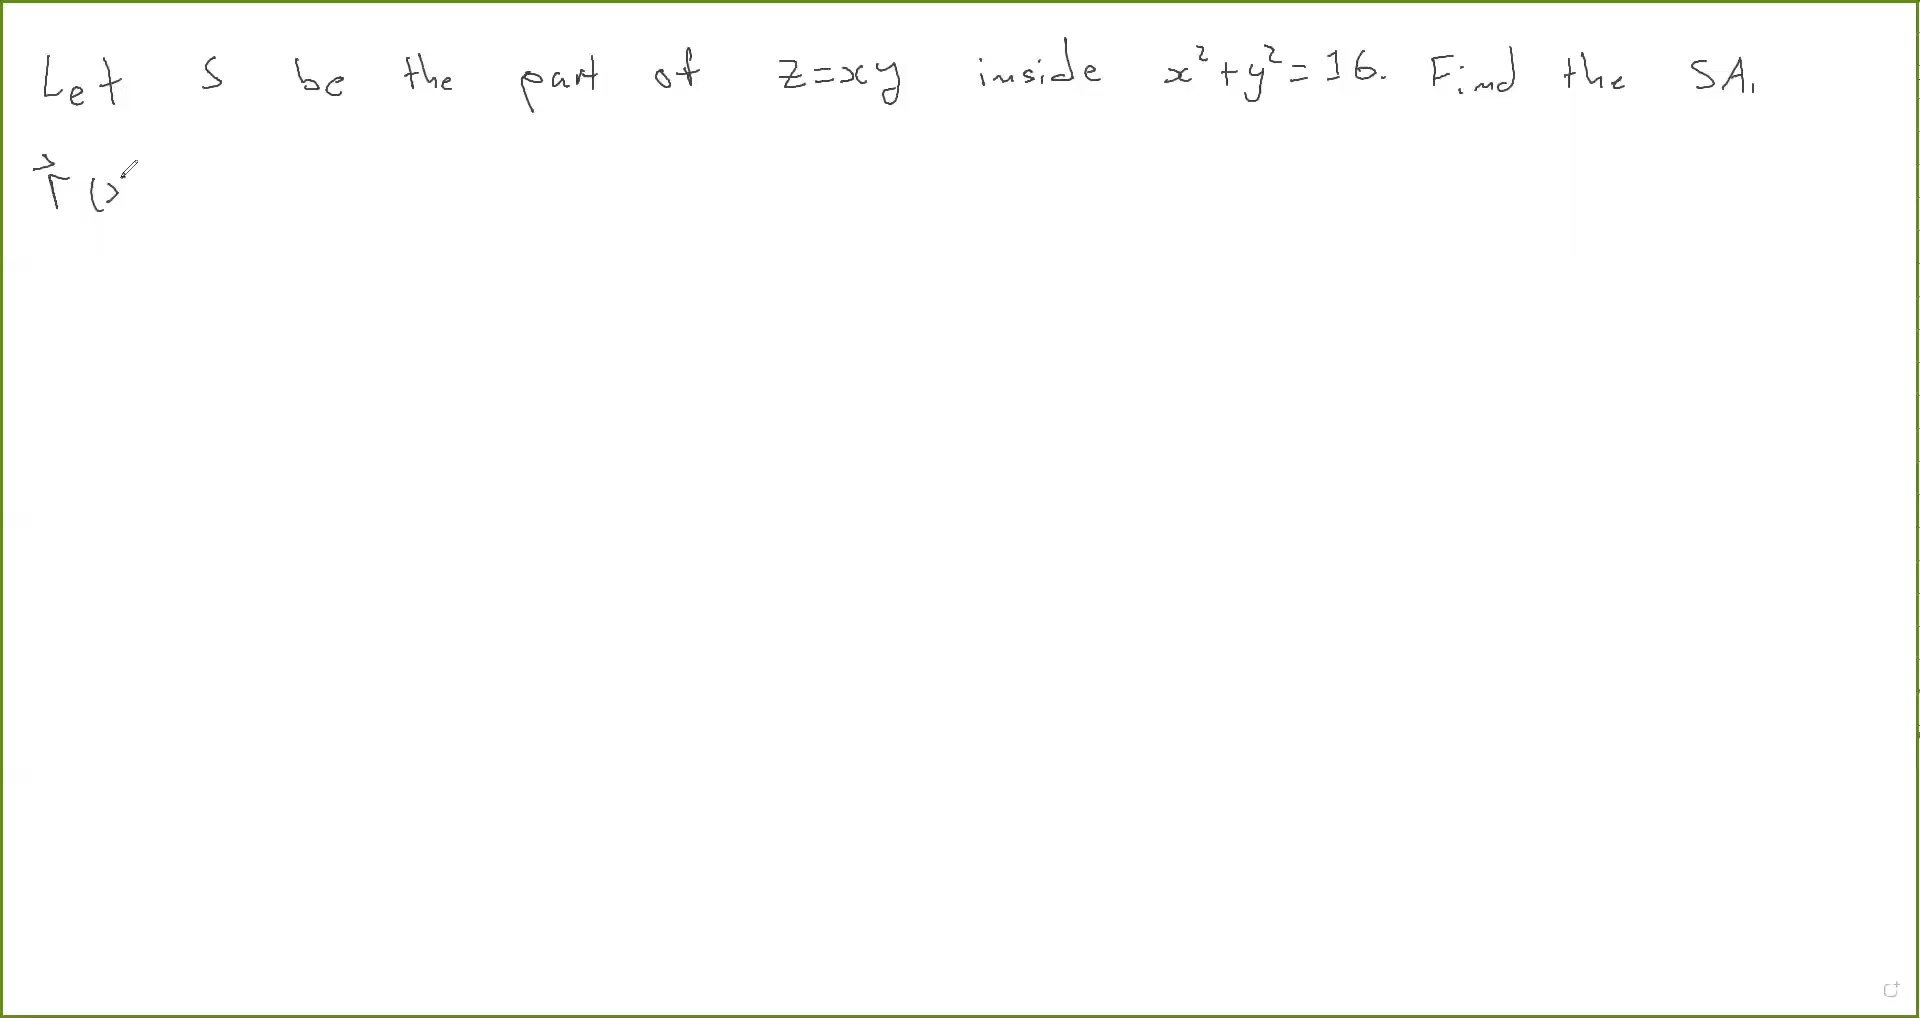 Let S be the part of z=xy inside x²+y²=16. Find the SA.
r⃗(x